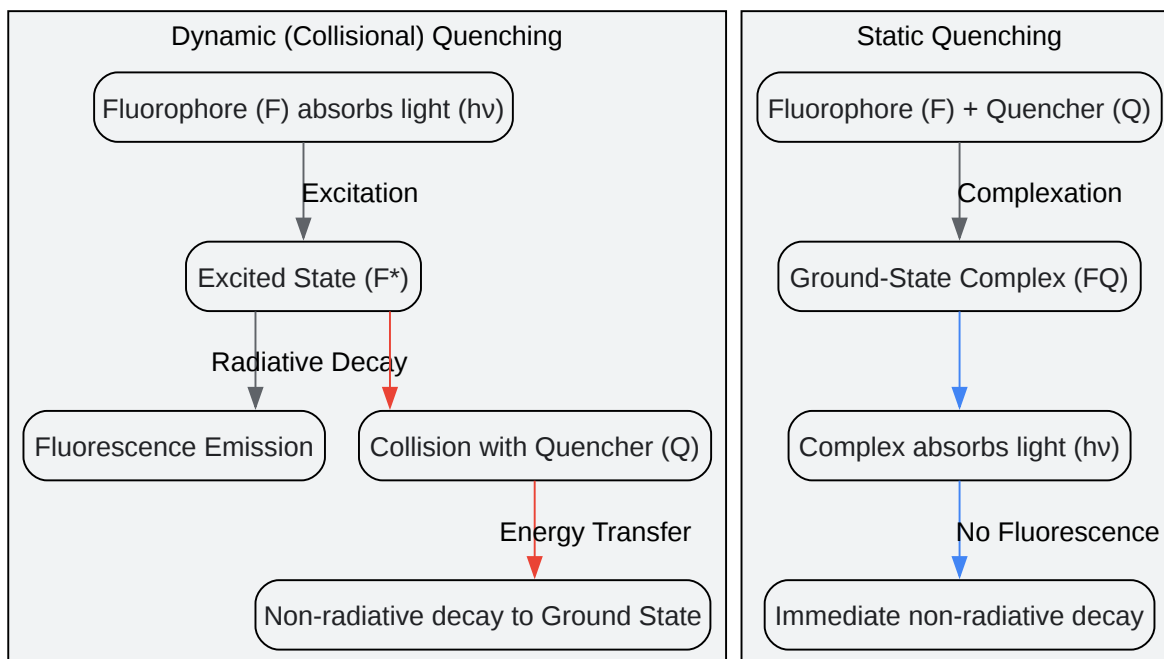 Dynamic (Collisional) Quenching
Fluorophore (F) absorbs light (hν)
Excitation
Excited State (F*)
Radiative Decay
Fluorescence Emission
Collision with Quencher (Q)
Energy Transfer
Non-radiative decay to Ground State
Static Quenching
Fluorophore (F) + Quencher (Q)
Complexation
Ground-State Complex (FQ)
Complex absorbs light (hν)
No Fluorescence
Immediate non-radiative decay